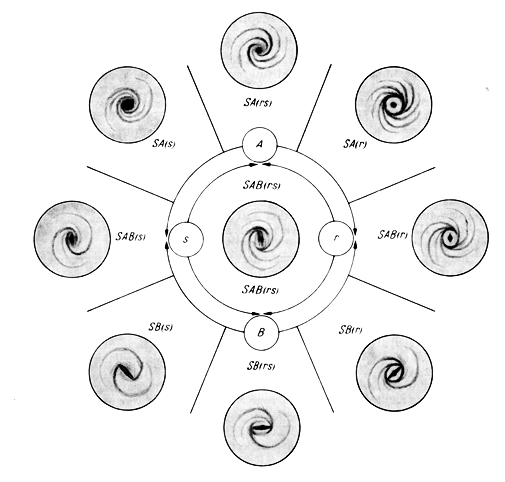 SA(rs)
SA(s)
SA(r)
A
SAB(rs)
SAB(s)
s
r
SAB(r)
SAB(rs)
B
SB(s)
SB(r)
SB(rs)